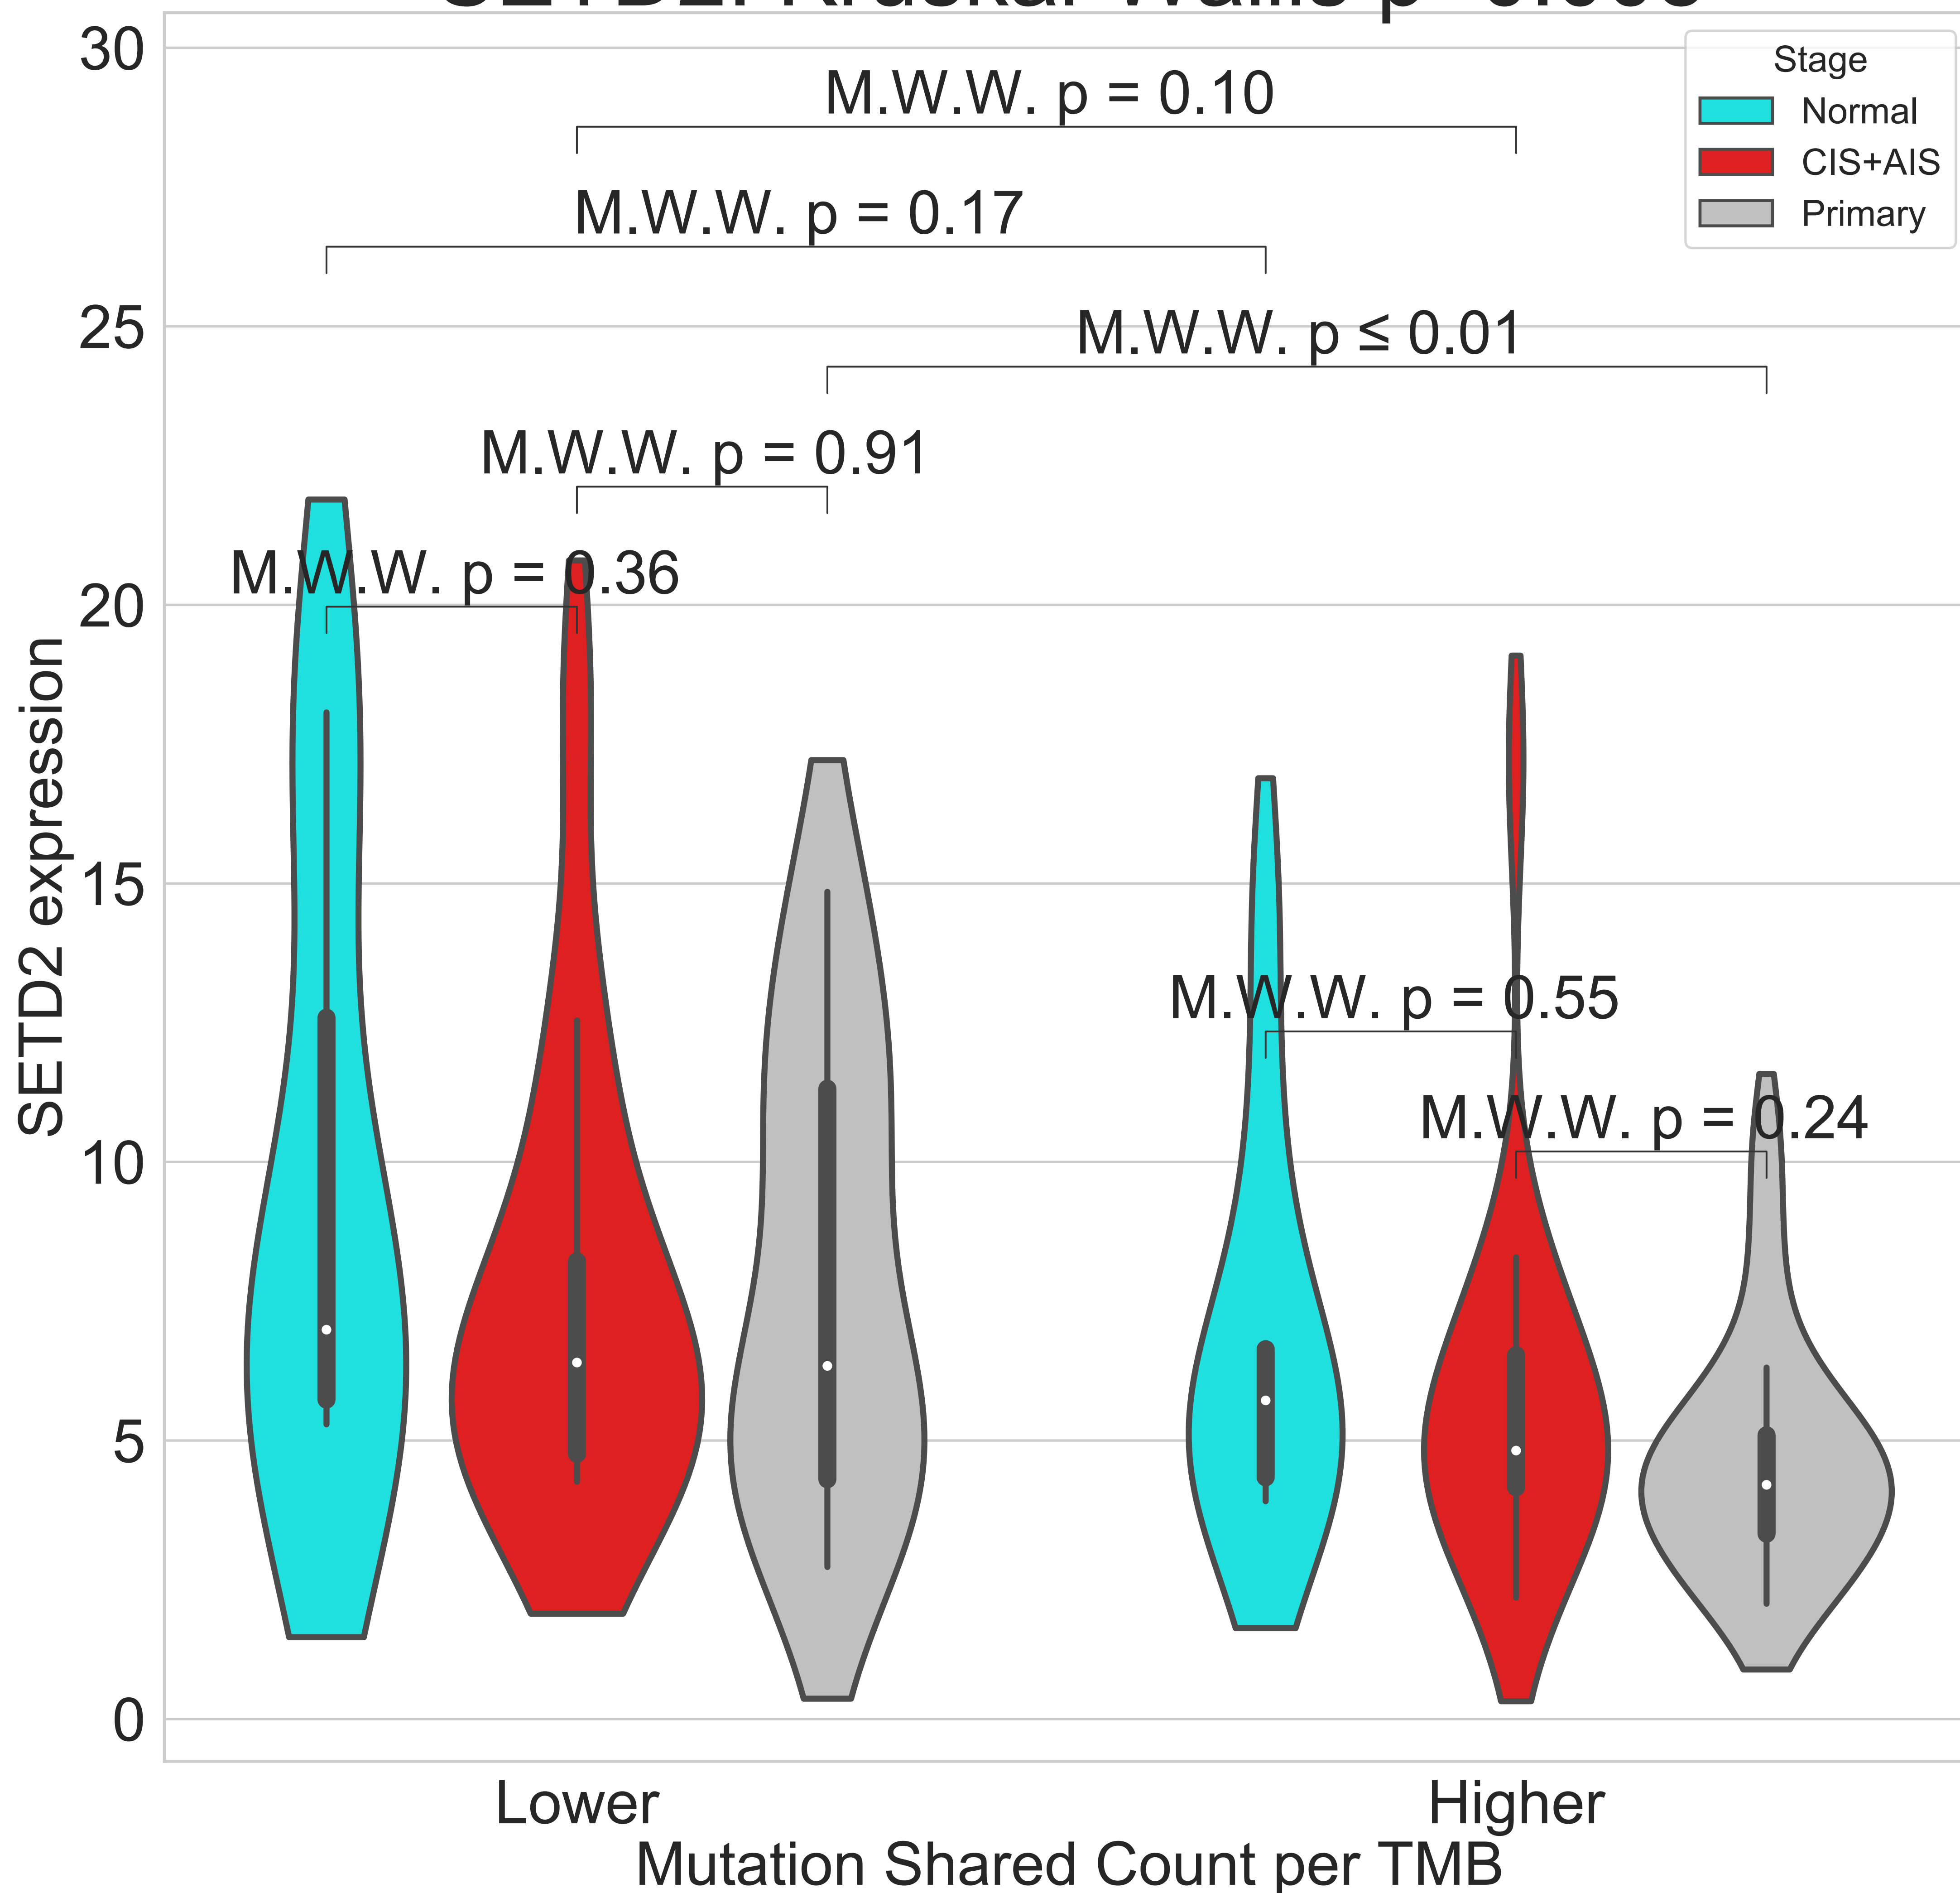 30
25
20
15
10
5
0
SETD2 expression
M.W.W. p = 0.10
M.W.W. p = 0.17
M.W.W. p ≤ 0.01
M.W.W. p = 0.91
M.W.W. p = 0.36
M.W.W. p = 0.55
M.W.W. p = 0.24
Stage
Normal
CIS+AIS
Primary
Lower
Higher
Mutation Shared Count per TMB